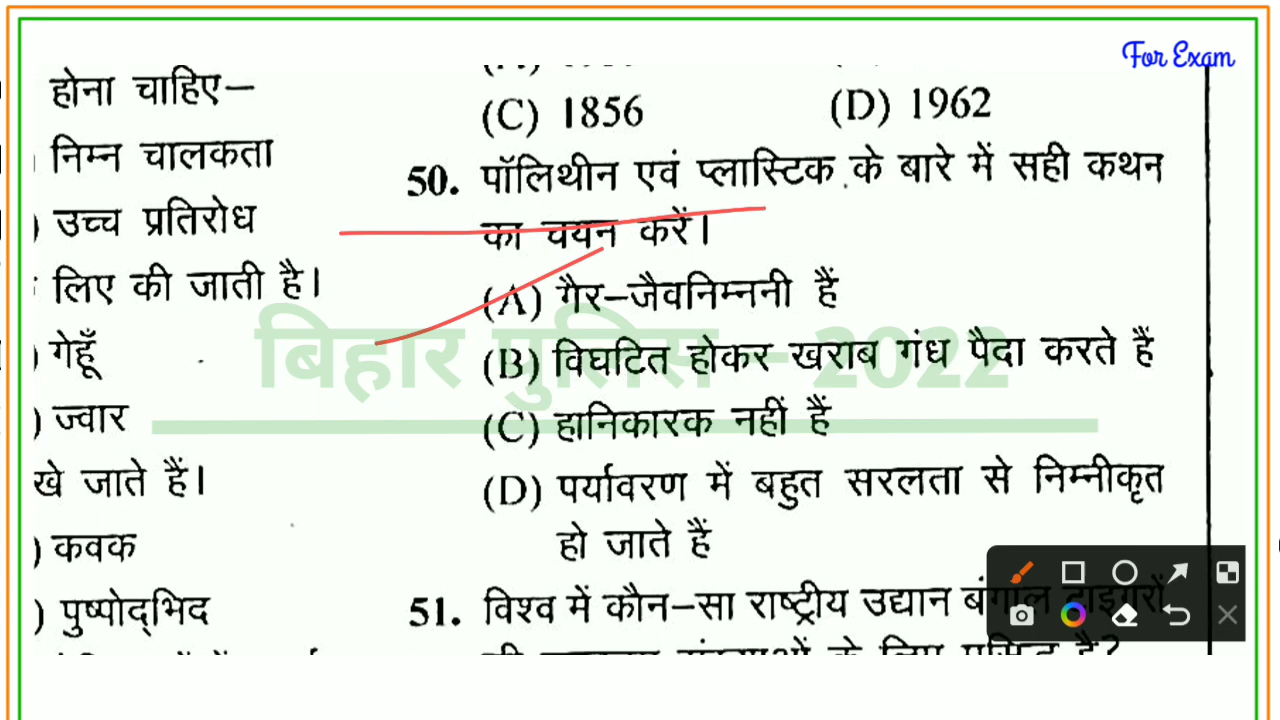 For Exam
होना चाहिए–
निम्न चालकता
) उच्च प्रतिरोध
लिए की जाती है।
) गेहूँ
) ज्वार
खे जाते हैं।
) कवक
) पुष्पोद्भिद
(C) 1856 (D) 1962
50. पॉलिथीन एवं प्लास्टिक के बारे में सही कथन
का चयन करें।
(A) गैर–जैवनिम्ननी हैं
(B) विघटित होकर खराब गंध पैदा करते हैं
(C) हानिकारक नहीं हैं
(D) पर्यावरण में बहुत सरलता से निम्नीकृत
हो जाते हैं
51. विश्व में कौन–सा राष्ट्रीय उद्यान बंगाल टाइगरों
बिहार पुलिस – 2022